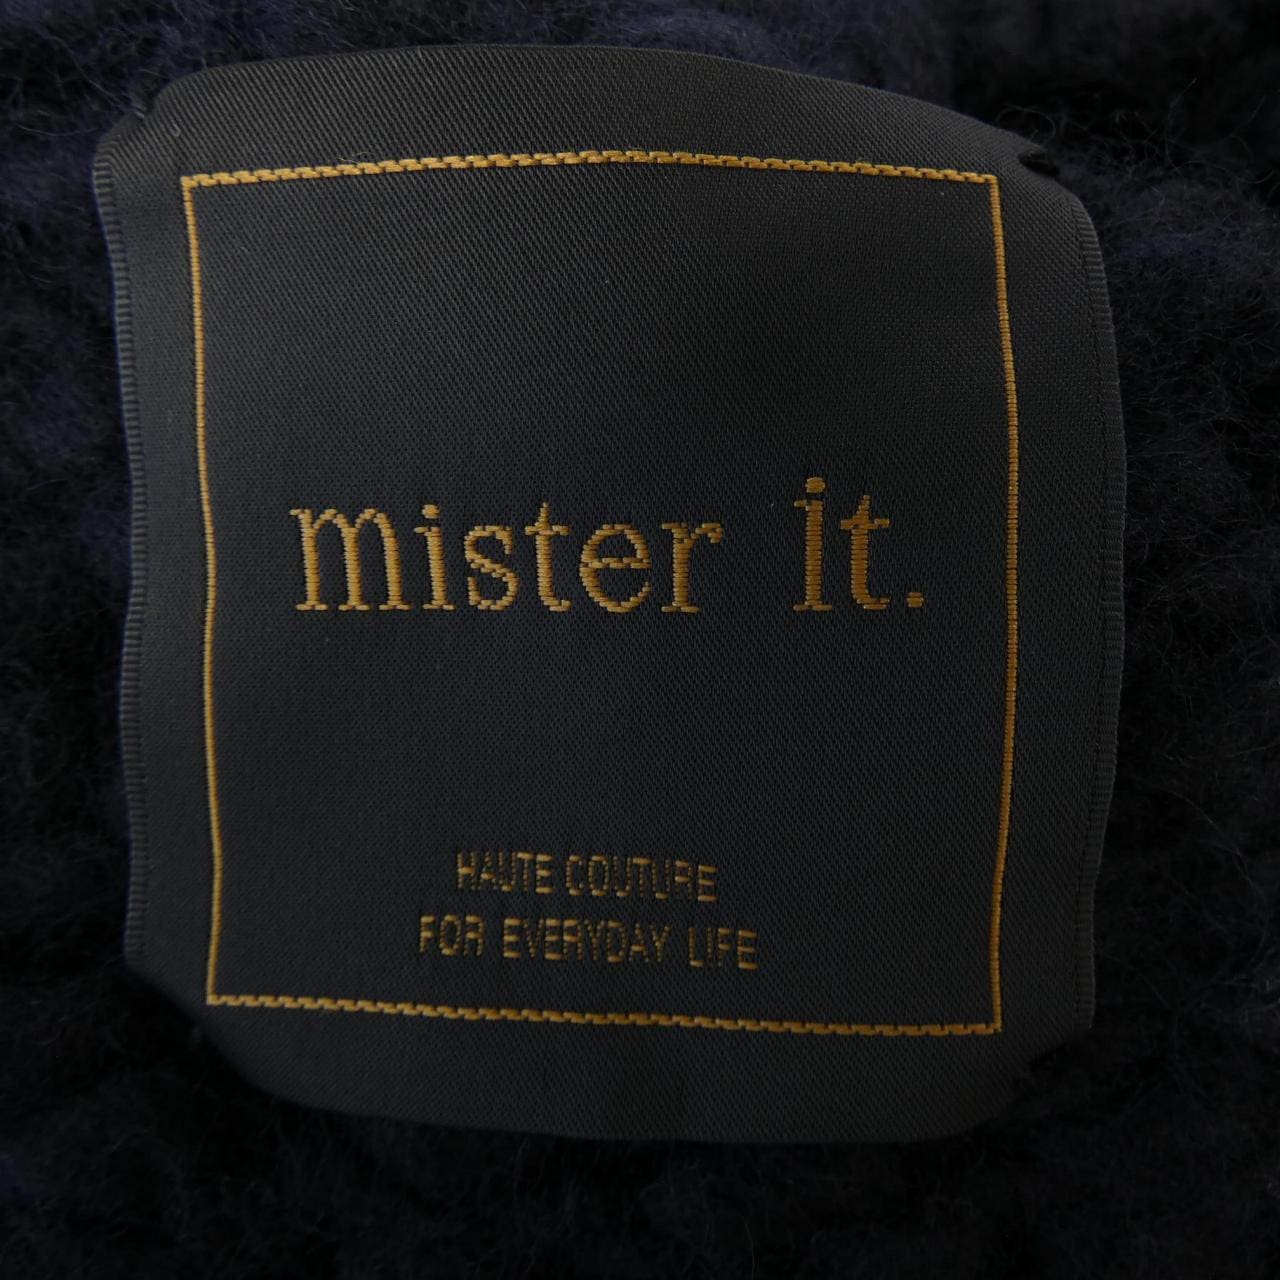 mister it.
HAUTE COUTURE
FOR EVERYDAY LIFE